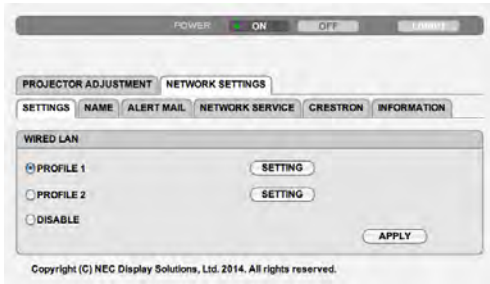 POWER ON OFF
PROJECTOR ADJUSTMENT NETWORK SETTINGS
SETTINGS NAME ALERT MAIL NETWORK SERVICE CRESTRON INFORMATION
WIRED LAN
PROFILE 1 SETTING
PROFILE 2 SETTING
DISABLE
APPLY
Copyright (C) NEC Display Solutions, Ltd. 2014. All rights reserved.